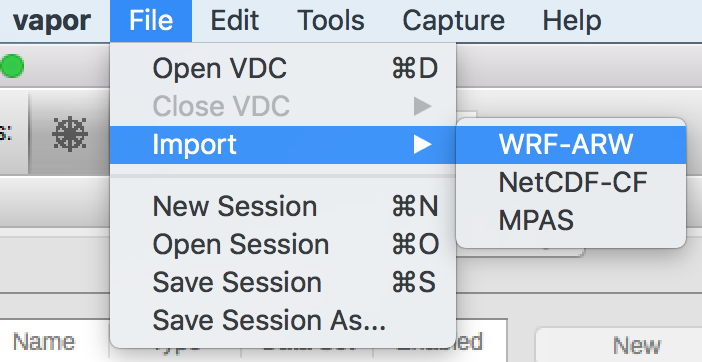 vapor File Edit Tools Capture Help
Open VDC ⌘D
Close VDC
s:
Import
WRF-ARW
NetCDF-CF
MPAS
New Session ⌘N
Open Session ⌘O
Save Session ⌘S
Save Session As...
Name
New